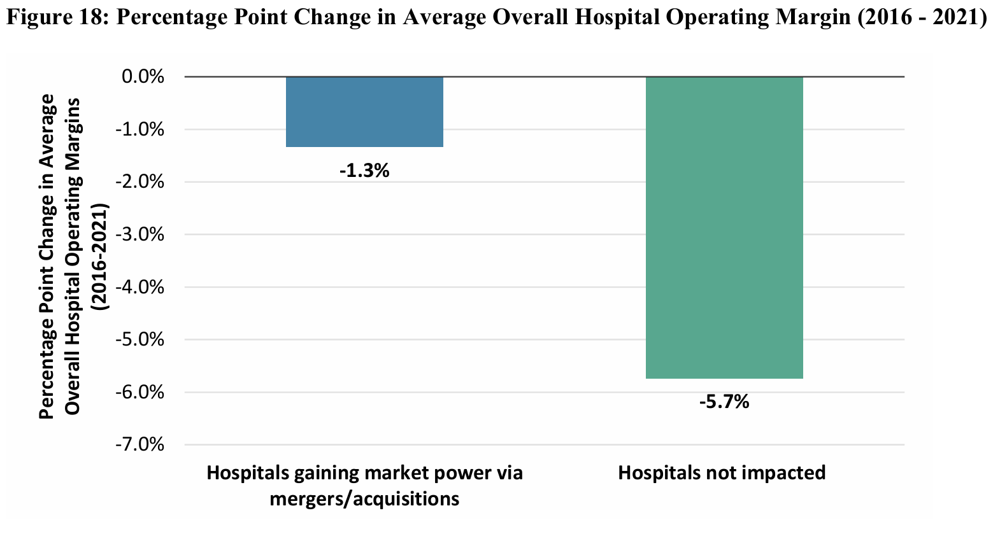 Figure 18: Percentage Point Change in Average Overall Hospital Operating Margin (2016 - 2021)
Percentage Point Change in Average
Overall Hospital Operating Margins
(2016-2021)
0.0%
-1.0%
-2.0%
-3.0%
-4.0%
-5.0%
-6.0%
-7.0%
-1.3%
-5.7%
Hospitals gaining market power via
mergers/acquisitions
Hospitals not impacted